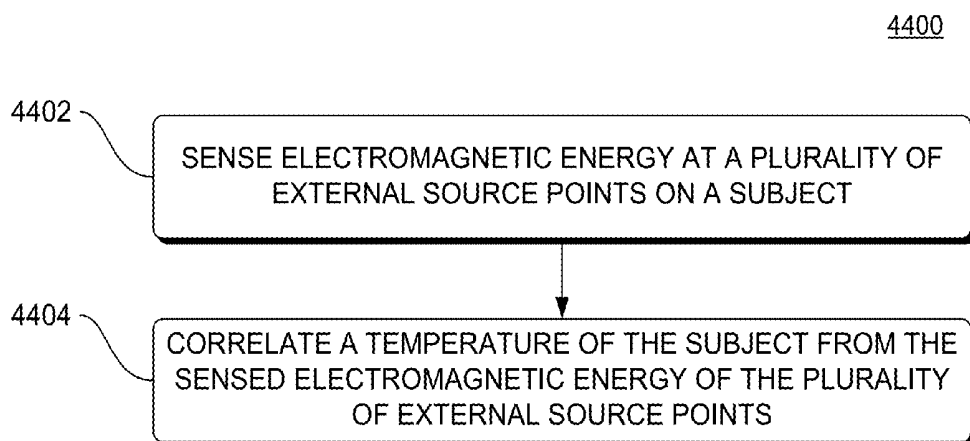 4400
4402
SENSE ELECTROMAGNETIC ENERGY AT A PLURALITY OF
EXTERNAL SOURCE POINTS ON A SUBJECT
4404
CORRELATE A TEMPERATURE OF THE SUBJECT FROM THE
SENSED ELECTROMAGNETIC ENERGY OF THE PLURALITY
OF EXTERNAL SOURCE POINTS